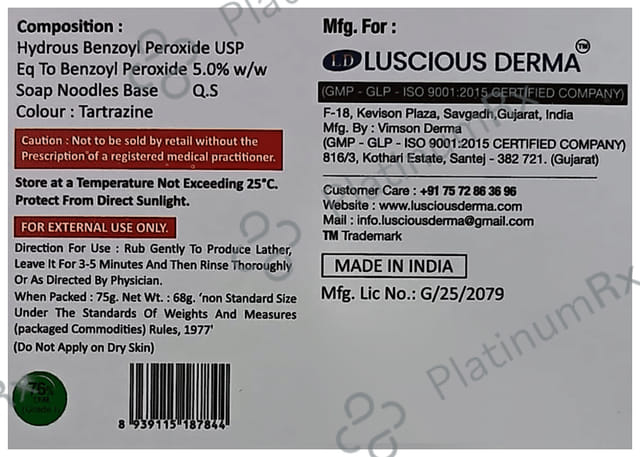 Composition :
Hydrous Benzoyl Peroxide USP
Eq To Benzoyl Peroxide 5.0% w/w
Soap Noodles Base Q.S
Colour : Tartrazine
Caution : Not to be sold by retail without the
Prescription of a registered medical practitioner.
Store at a Temperature Not Exceeding 25°C.
Protect From Direct Sunlight.
FOR EXTERNAL USE ONLY.
Direction For Use : Rub Gently To Produce Lather,
Leave It For 3-5 Minutes And Then Rinse Thoroughly
Or As Directed By Physician.
When Packed : 75g. Net Wt. : 68g. 'non Standard Size
Under The Standards Of Weights And Measures
(packaged Commodities) Rules, 1977'
(Do Not Apply on Dry Skin)
76%
TFM
Grade
8 939115 187844
Mfg. For :
LD LUSCIOUS DERMA TM
(GMP - GLP - ISO 9001:2015 CERTIFIED COMPANY)
F-18, Kevison Plaza, Savgadh,Gujarat, India
Mfg. By : Vimson Derma
(GMP - GLP - ISO 9001:2015 CERTIFIED COMPANY)
816/3, Kothari Estate, Santej - 382 721. (Gujarat)
Customer Care : +91 75 72 86 36 96
Website : www.lusciousderma.com
Mail : info.lusciousderma@gmail.com
TM Trademark
MADE IN INDIA
Mfg. Lic No.: G/25/2079
PlatinumRx
PlatinumRx
PlatinumRx